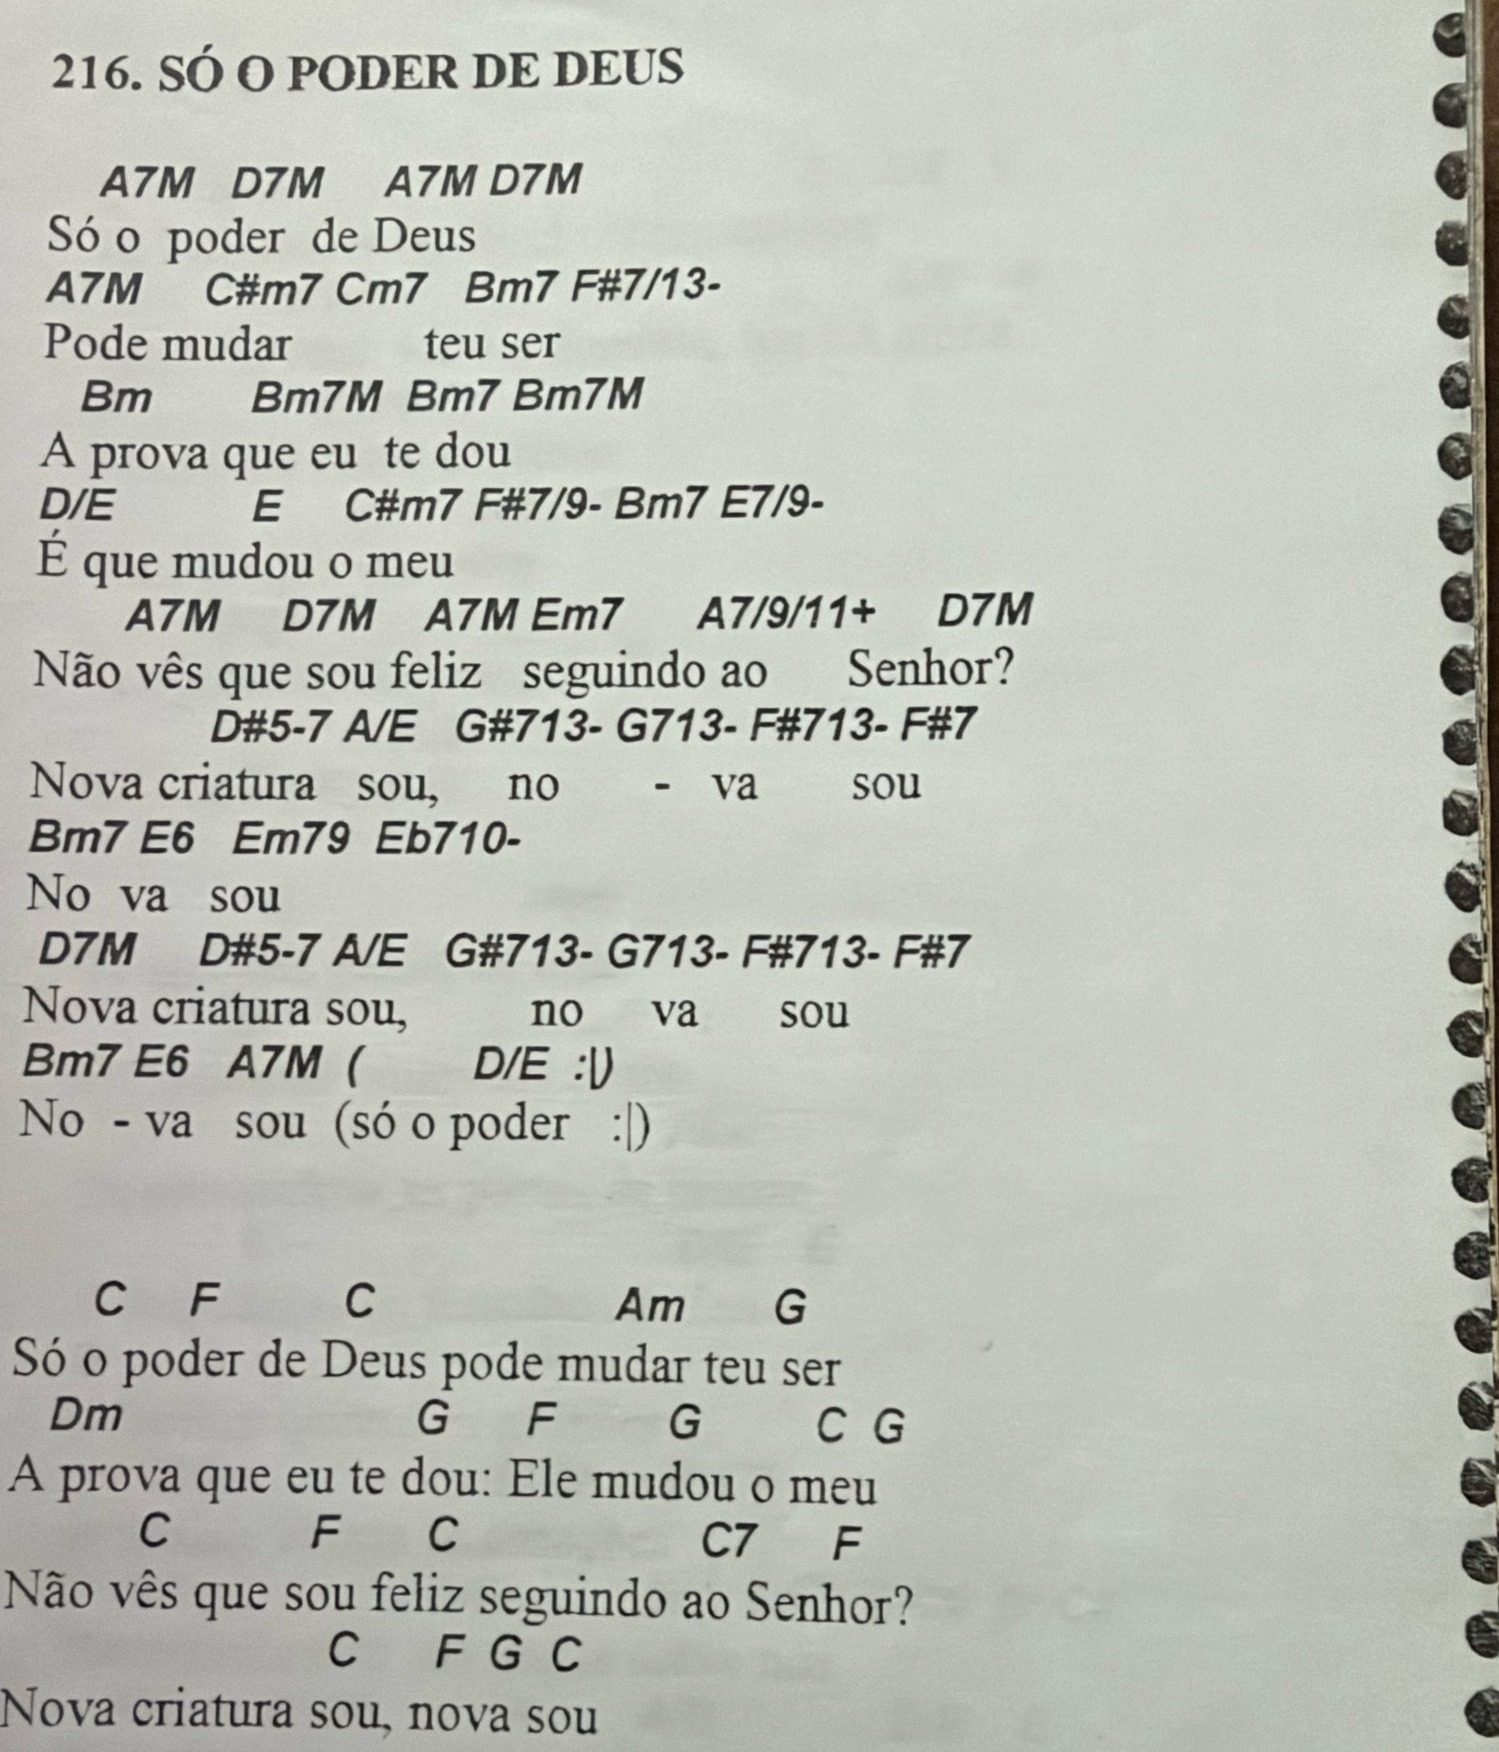 216. SÓ O PODER DE DEUS
A7M D7M A7M D7M
Só o poder de Deus
A7M C#m7 Cm7 Bm7 F#7/13-
Pode mudar teu ser
Bm Bm7M Bm7 Bm7M
A prova que eu te dou
D/E E C#m7 F#7/9- Bm7 E7/9-
É que mudou o meu
A7M D7M A7M Em7 A7/9/11+ D7M
Não vês que sou feliz seguindo ao Senhor?
D#5-7 A/E G#713- G713- F#713- F#7
Nova criatura sou, no - va sou
Bm7 E6 Em79 Eb710-
No va sou
D7M D#5-7 A/E G#713- G713- F#713- F#7
Nova criatura sou, no va sou
Bm7 E6 A7M ( D/E :|)
No - va sou (só o poder :|)
C F C Am G
Só o poder de Deus pode mudar teu ser
Dm G F G C G
A prova que eu te dou: Ele mudou o meu
C F C C7 F
Não vês que sou feliz seguindo ao Senhor?
C F G C
Nova criatura sou, nova sou